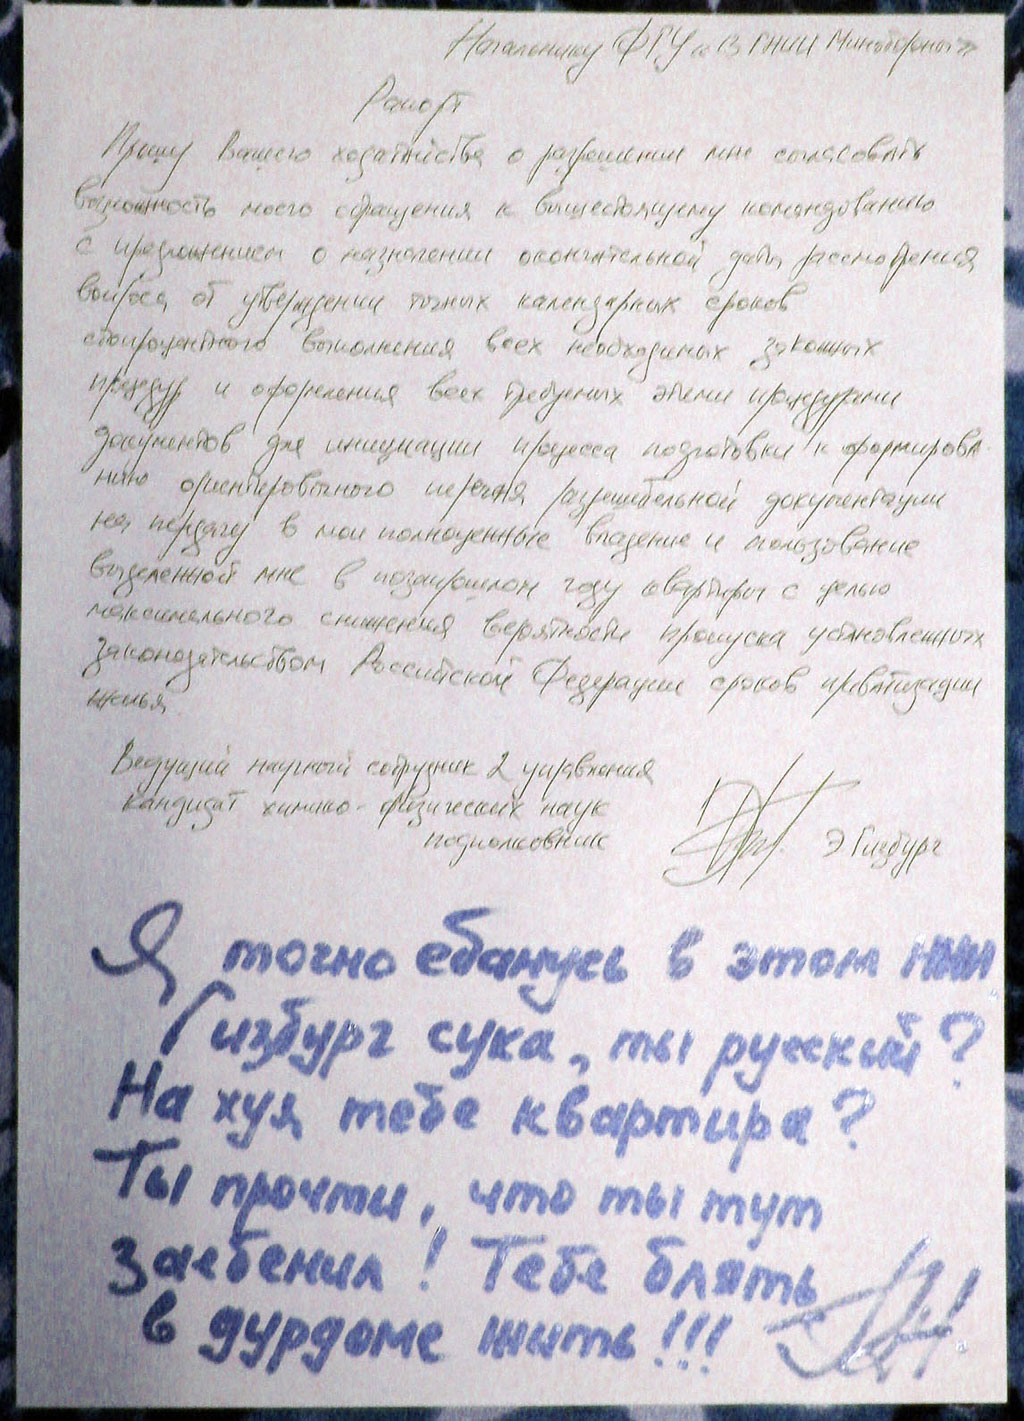 Начальнику ФГУ «3 ГНИИ Минобороны»
Рапорт
Прошу Вашего ходатайства о разрешении мне согласовать
возможность моего обращения к вышестоящему командованию
с предложением о назначении окончательной даты рассмотрения
вопроса от утверждении точных календарных сроков
стопроцентного выполнения всех необходимых законных
процедур и оформления всех требуемых этими процедурами
документов для инициации процесса подготовки к формирова-
нию ориентировочного перечня разрешительной документации
на передачу в мои полноценные владение и пользование
выделенной мне в позапрошлом году квартиры с целью
максимального снижения вероятности пропуска установленных
законодательством Российской Федерации сроков приватизации
жилья
Ведущий научный сотрудник 2 управления
кандидат химико-физических наук
подполковник
Э Гизбург
Я точно ебанусь в этом НИИ
Гизбург сука, ты русский?
На хуя тебе квартира?
Ты прочти, что ты тут
заебенил! Тебе блять
в дурдоме жить!!!